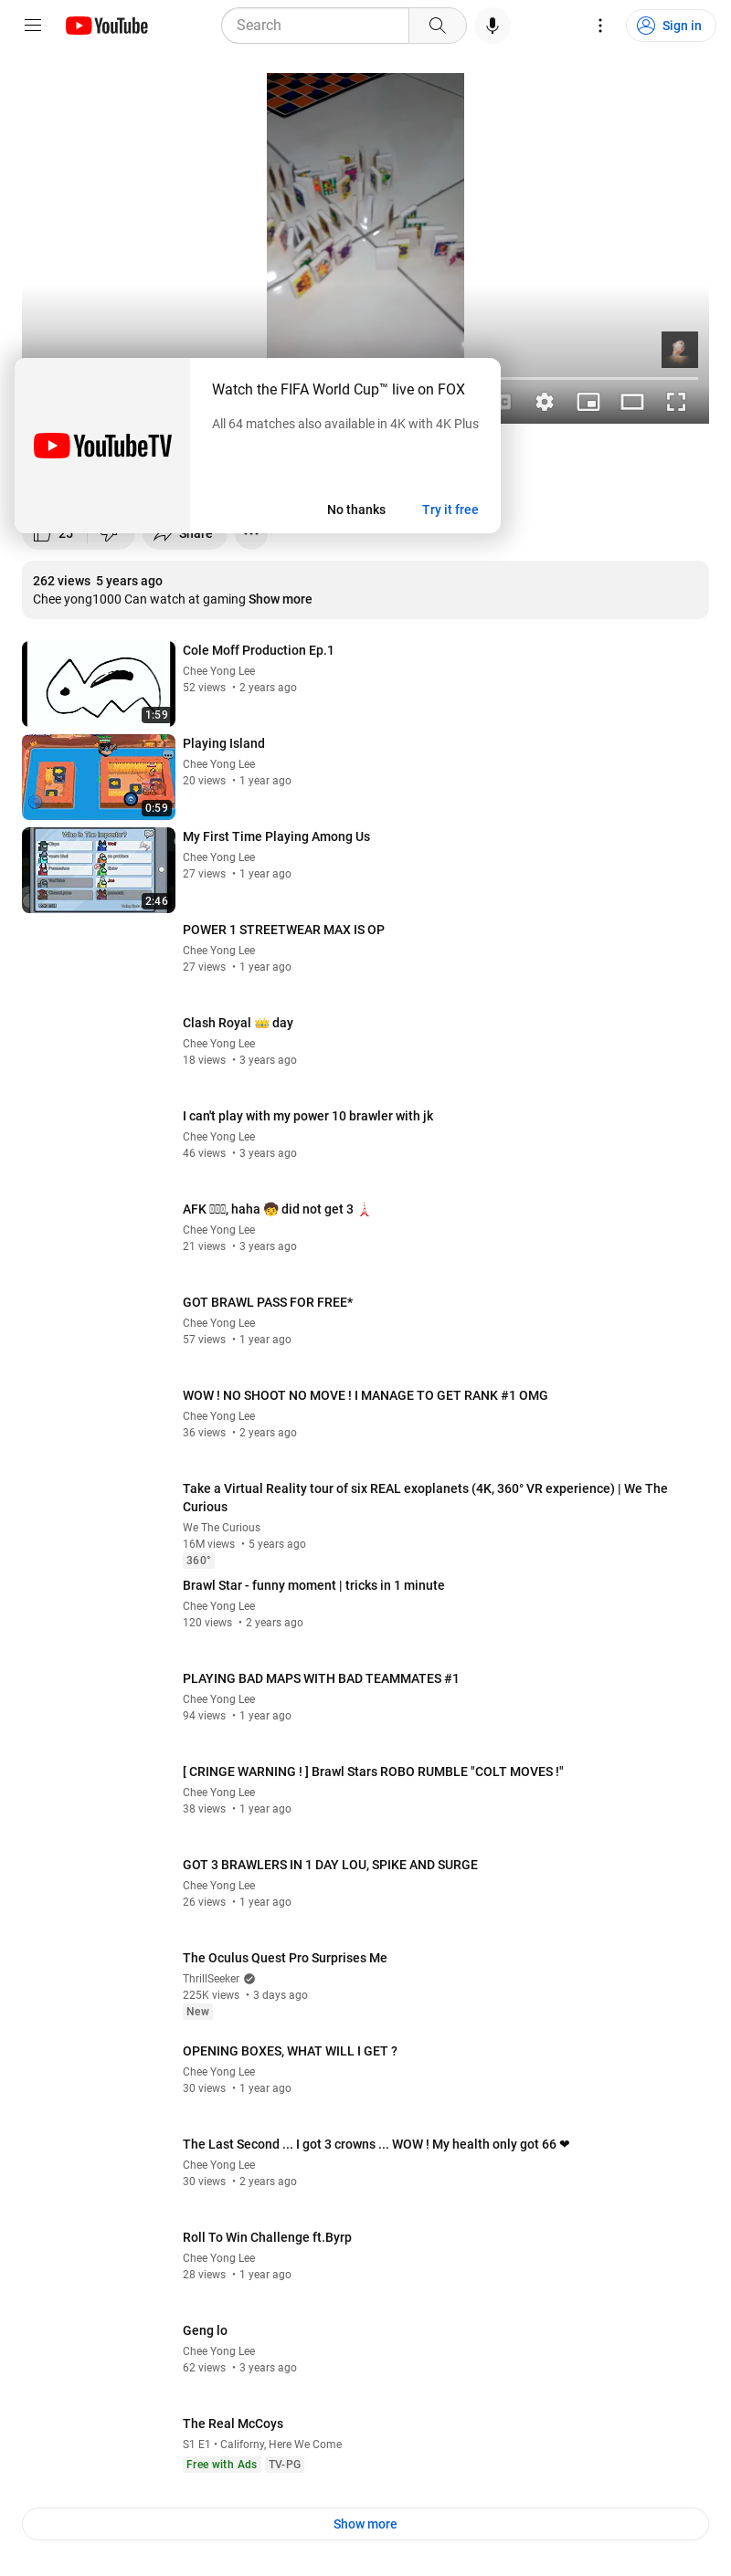 YouTube
Search
Sign in
Watch the FIFA World Cup™ live on FOX
All 64 matches also available in 4K with 4K Plus
YouTubeTV
No thanks
Try it free
25
Share
262 views 5 years ago
Chee yong1000 Can watch at gaming Show more
Cole Moff Production Ep.1
Chee Yong Lee
52 views • 2 years ago
1:59
Playing Island
Chee Yong Lee
20 views • 1 year ago
0:59
My First Time Playing Among Us
Chee Yong Lee
27 views • 1 year ago
Who Is The Impostor?
2:46
POWER 1 STREETWEAR MAX IS OP
Chee Yong Lee
27 views • 1 year ago
Clash Royal 👑 day
Chee Yong Lee
18 views • 3 years ago
I can't play with my power 10 brawler with jk
Chee Yong Lee
46 views • 3 years ago
AFK , haha 🧒 did not get 3 🗼
Chee Yong Lee
21 views • 3 years ago
GOT BRAWL PASS FOR FREE*
Chee Yong Lee
57 views • 1 year ago
WOW ! NO SHOOT NO MOVE ! I MANAGE TO GET RANK #1 OMG
Chee Yong Lee
36 views • 2 years ago
Take a Virtual Reality tour of six REAL exoplanets (4K, 360° VR experience) | We The
Curious
We The Curious
16M views • 5 years ago
360°
Brawl Star - funny moment | tricks in 1 minute
Chee Yong Lee
120 views • 2 years ago
PLAYING BAD MAPS WITH BAD TEAMMATES #1
Chee Yong Lee
94 views • 1 year ago
[ CRINGE WARNING ! ] Brawl Stars ROBO RUMBLE "COLT MOVES !"
Chee Yong Lee
38 views • 1 year ago
GOT 3 BRAWLERS IN 1 DAY LOU, SPIKE AND SURGE
Chee Yong Lee
26 views • 1 year ago
The Oculus Quest Pro Surprises Me
ThrillSeeker
225K views • 3 days ago
New
OPENING BOXES, WHAT WILL I GET ?
Chee Yong Lee
30 views • 1 year ago
The Last Second ... I got 3 crowns ... WOW ! My health only got 66 ❤
Chee Yong Lee
30 views • 2 years ago
Roll To Win Challenge ft.Byrp
Chee Yong Lee
28 views • 1 year ago
Geng lo
Chee Yong Lee
62 views • 3 years ago
The Real McCoys
S1 E1 • Californy, Here We Come
Free with Ads TV-PG
Show more